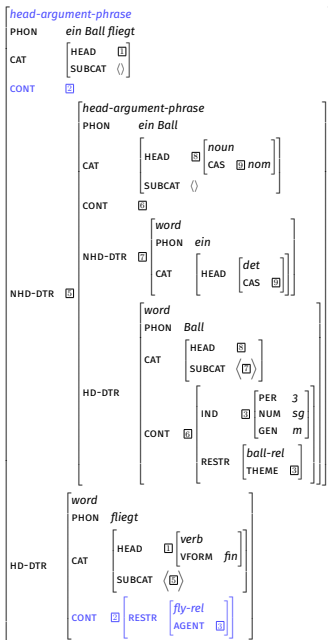 head-argument-phrase
PHON ein Ball fliegt
CAT HEAD 1
SUBCAT ⟨⟩
CONT 2
head-argument-phrase
PHON ein Ball
CAT HEAD 8 noun
CAS 9 nom
SUBCAT ⟨⟩
CONT 6
word
PHON ein
NHD-DTR 7
CAT HEAD det
CAS 9
NHD-DTR 5
word
PHON Ball
CAT HEAD 8
SUBCAT ⟨7⟩
HD-DTR
CONT 6 IND 3 PER 3
NUM sg
GEN m
RESTR ball-rel
THEME 3
word
PHON fliegt
CAT HEAD 1 verb
VFORM fin
SUBCAT ⟨5⟩
HD-DTR
CONT 2 RESTR fly-rel
AGENT 3